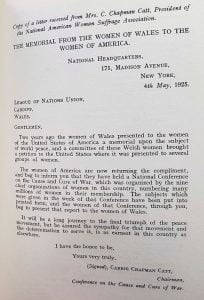 Copy of a letter received from Mrs. C. Chapman Catt, President of
the National American Women Suffrage Association.
THE MEMORIAL FROM THE WOMEN OF WALES TO THE
WOMEN OF AMERICA.
NATIONAL HEADQUARTERS,
171, MADISON AVENUE,
NEW YORK,
4th May, 1925.
LEAGUE OF NATIONS UNION,
CARDIFF,
WALES.
GENTLEMEN,
Two years ago the women of Wales presented to the women
of the United States of America a memorial upon the subject
of world peace, and a committee of those Welsh women brought
a petition to the United States where it was presented to several
groups of women.
The women of America are now returning the compliment,
and beg to inform you that they have held a National Conference
on the Cause and Cure of War, which was organized by the nine
chief organizations of women in this country, numbering many
millions of women in their membership. The subjects which
were given in the work of that Conference have been put into
printed form, and the women of that Conference, through you,
beg to present that report to the women of Wales.
It will be a long journey to the final triumph of the peace
movement, but be assured the sympathy for that movement and
the determination to serve it, is as earnest in this country as
elsewhere.
I have the honor to be,
Yours very truly,
(Signed), CARRIE CHAPMAN CATT,
Chairman,
Conference on the Cause and Cure of War.